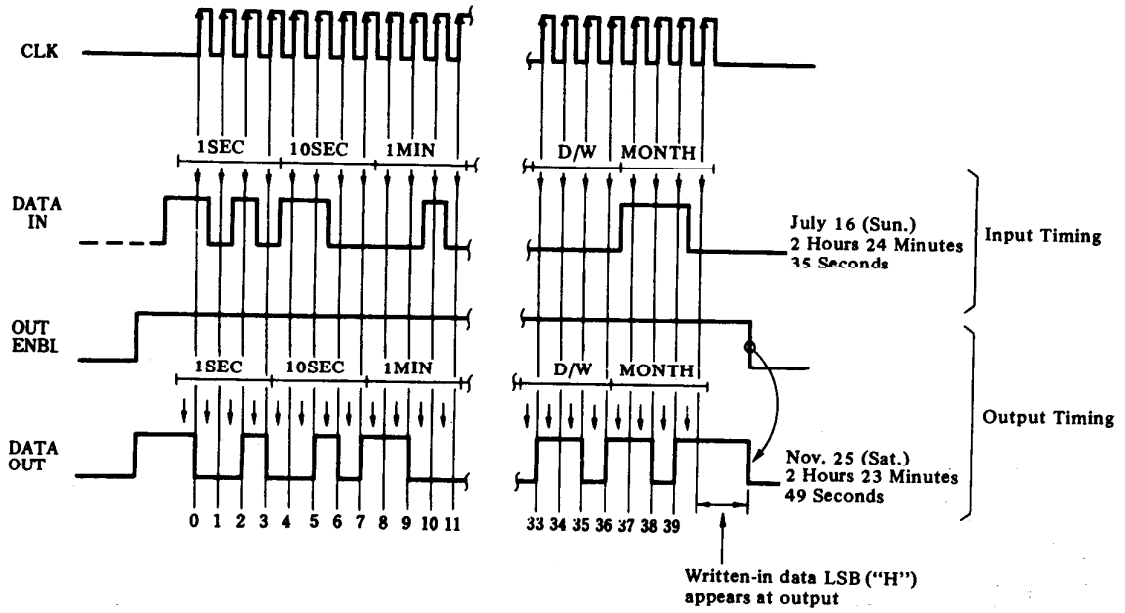 CLK
1SEC 10SEC 1MIN D/W MONTH
DATA
IN
July 16 (Sun.)
2 Hours 24 Minutes
35 Seconds
Input Timing
OUT
ENBL
1SEC 10SEC 1MIN D/W MONTH
Output Timing
DATA
OUT
Nov. 25 (Sat.)
2 Hours 23 Minutes
49 Seconds
0 1 2 3 4 5 6 7 8 9 10 11 33 34 35 36 37 38 39
Written-in data LSB ("H")
appears at output